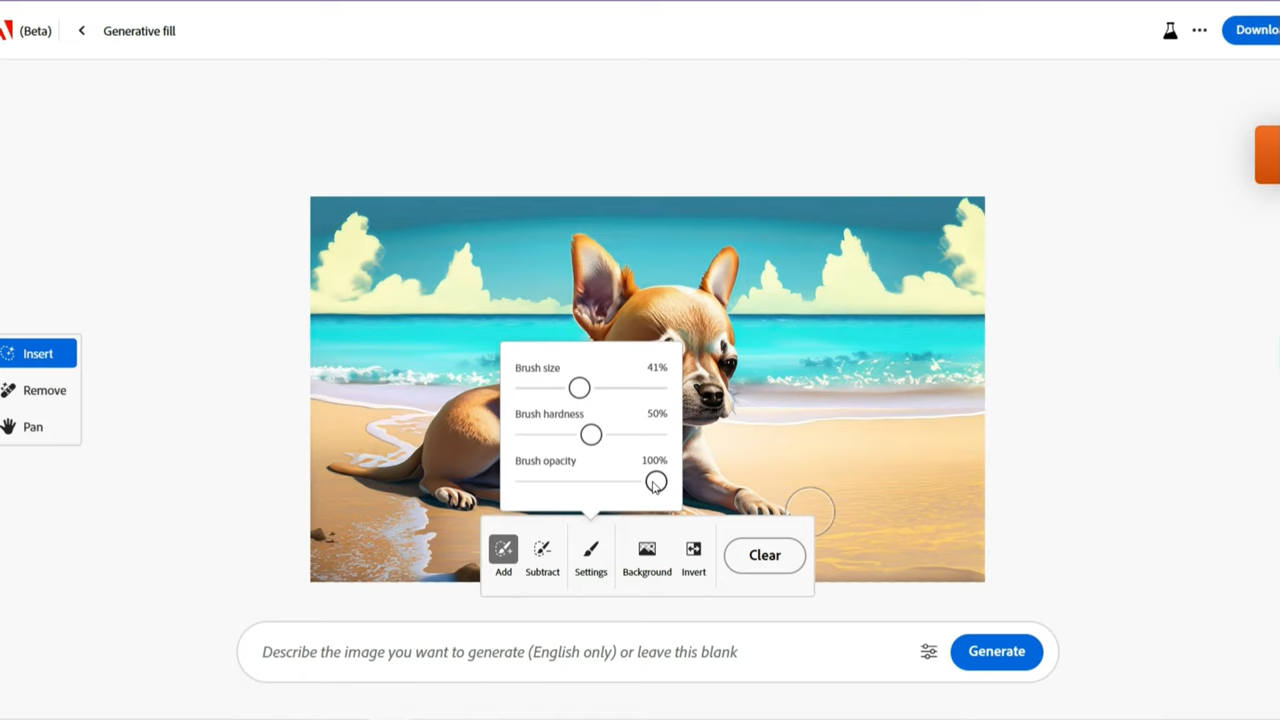 (Beta) Generative fill
Downlo
Insert
Remove
Pan
Brush size 41%
Brush hardness 50%
Brush opacity 100%
Add Subtract Settings Background Invert Clear
Describe the image you want to generate (English only) or leave this blank Generate